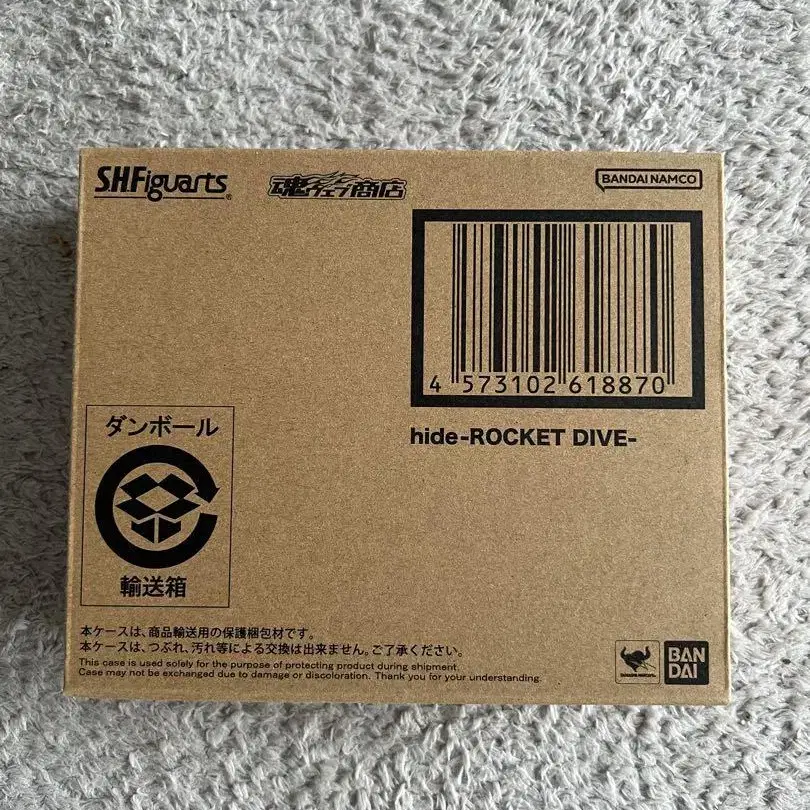 S.H.Figuarts®
魂ウェブ商店
BANDAI NAMCO
4 573102 618870
hide-ROCKET DIVE-
ダンボール
輸送箱
本ケースは、商品輸送用の保護梱包材です。
本ケースは、つぶれ、汚れ等による交換は出来ません。ご了承ください。
This case is used solely for the purpose of protecting product during shipment.
Case may not be exchanged due to damage or discoloration. Thank you for your understanding.
BAN
DAI